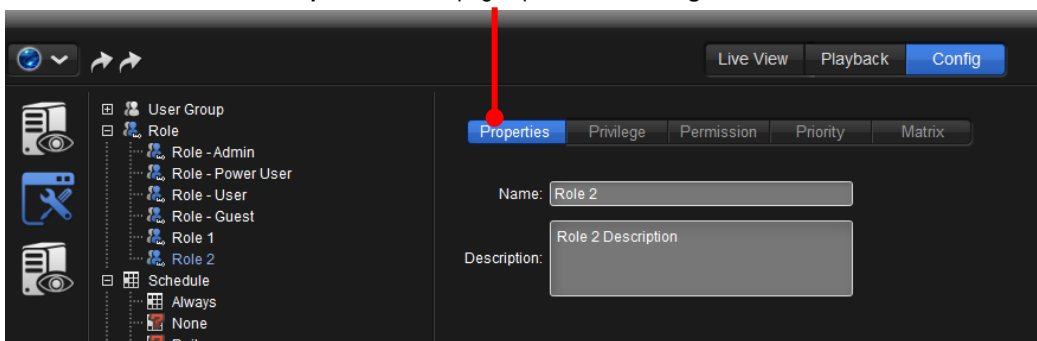 Live View Playback Config
User Group
Role
Role - Admin
Role - Power User
Role - User
Role - Guest
Role 1
Role 2
Schedule
Always
None
Properties Privilege Permission Priority Matrix
Name: Role 2
Description: Role 2 Description